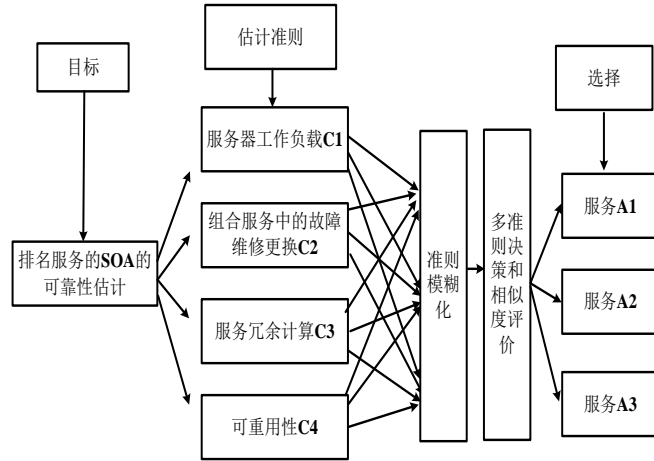 目标
估计准则
选择
服务器工作负载C1
组合服务中的故障
维修更换C2
排名服务的SOA的
可靠性估计
服务冗余计算C3
可重用性C4
准则
模糊
化
多准
则决
策和
相似
度评
价
服务A1
服务A2
服务A3